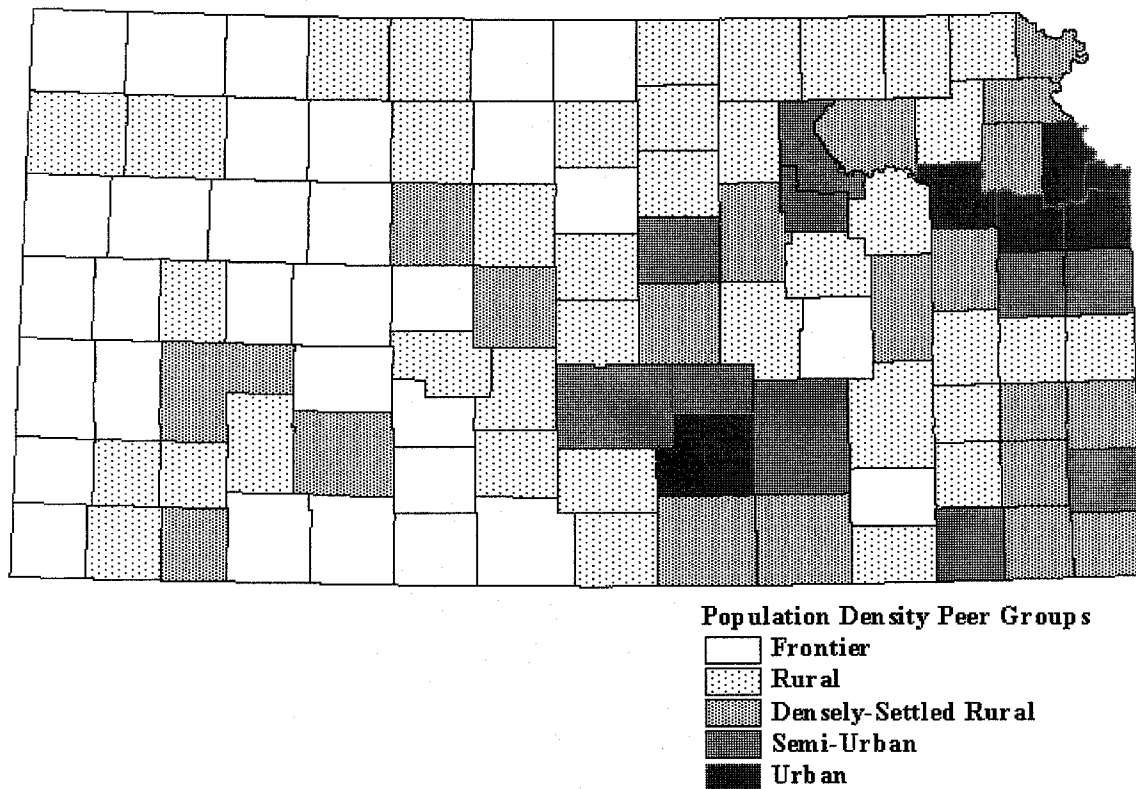 Population Density Peer Groups
Frontier
Rural
Densely-Settled Rural
Semi-Urban
Urban